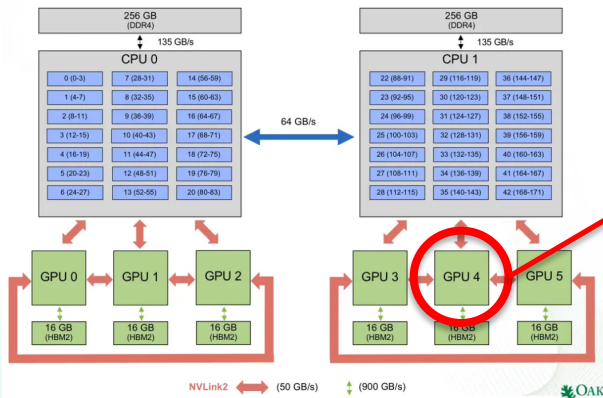 256 GB
(DDR4)
135 GB/s
CPU 0
0 (0-3) 7 (28-31) 14 (56-59)
1 (4-7) 8 (32-35) 15 (60-63)
2 (8-11) 9 (36-39) 16 (64-67)
3 (12-15) 10 (40-43) 17 (68-71)
4 (16-19) 11 (44-47) 18 (72-75)
5 (20-23) 12 (48-51) 19 (76-79)
6 (24-27) 13 (52-55) 20 (80-83)
64 GB/s
256 GB
(DDR4)
135 GB/s
CPU 1
22 (88-91) 29 (116-119) 36 (144-147)
23 (92-95) 30 (120-123) 37 (148-151)
24 (96-99) 31 (124-127) 38 (152-155)
25 (100-103) 32 (128-131) 39 (156-159)
26 (104-107) 33 (132-135) 40 (160-163)
27 (108-111) 34 (136-139) 41 (164-167)
28 (112-115) 35 (140-143) 42 (168-171)
GPU 0 GPU 1 GPU 2
16 GB 16 GB 16 GB
(HBM2) (HBM2) (HBM2)
GPU 3 GPU 4 GPU 5
16 GB 16 GB 16 GB
(HBM2) (HBM2) (HBM2)
NVLink2 (50 GB/s) (900 GB/s)
OAK